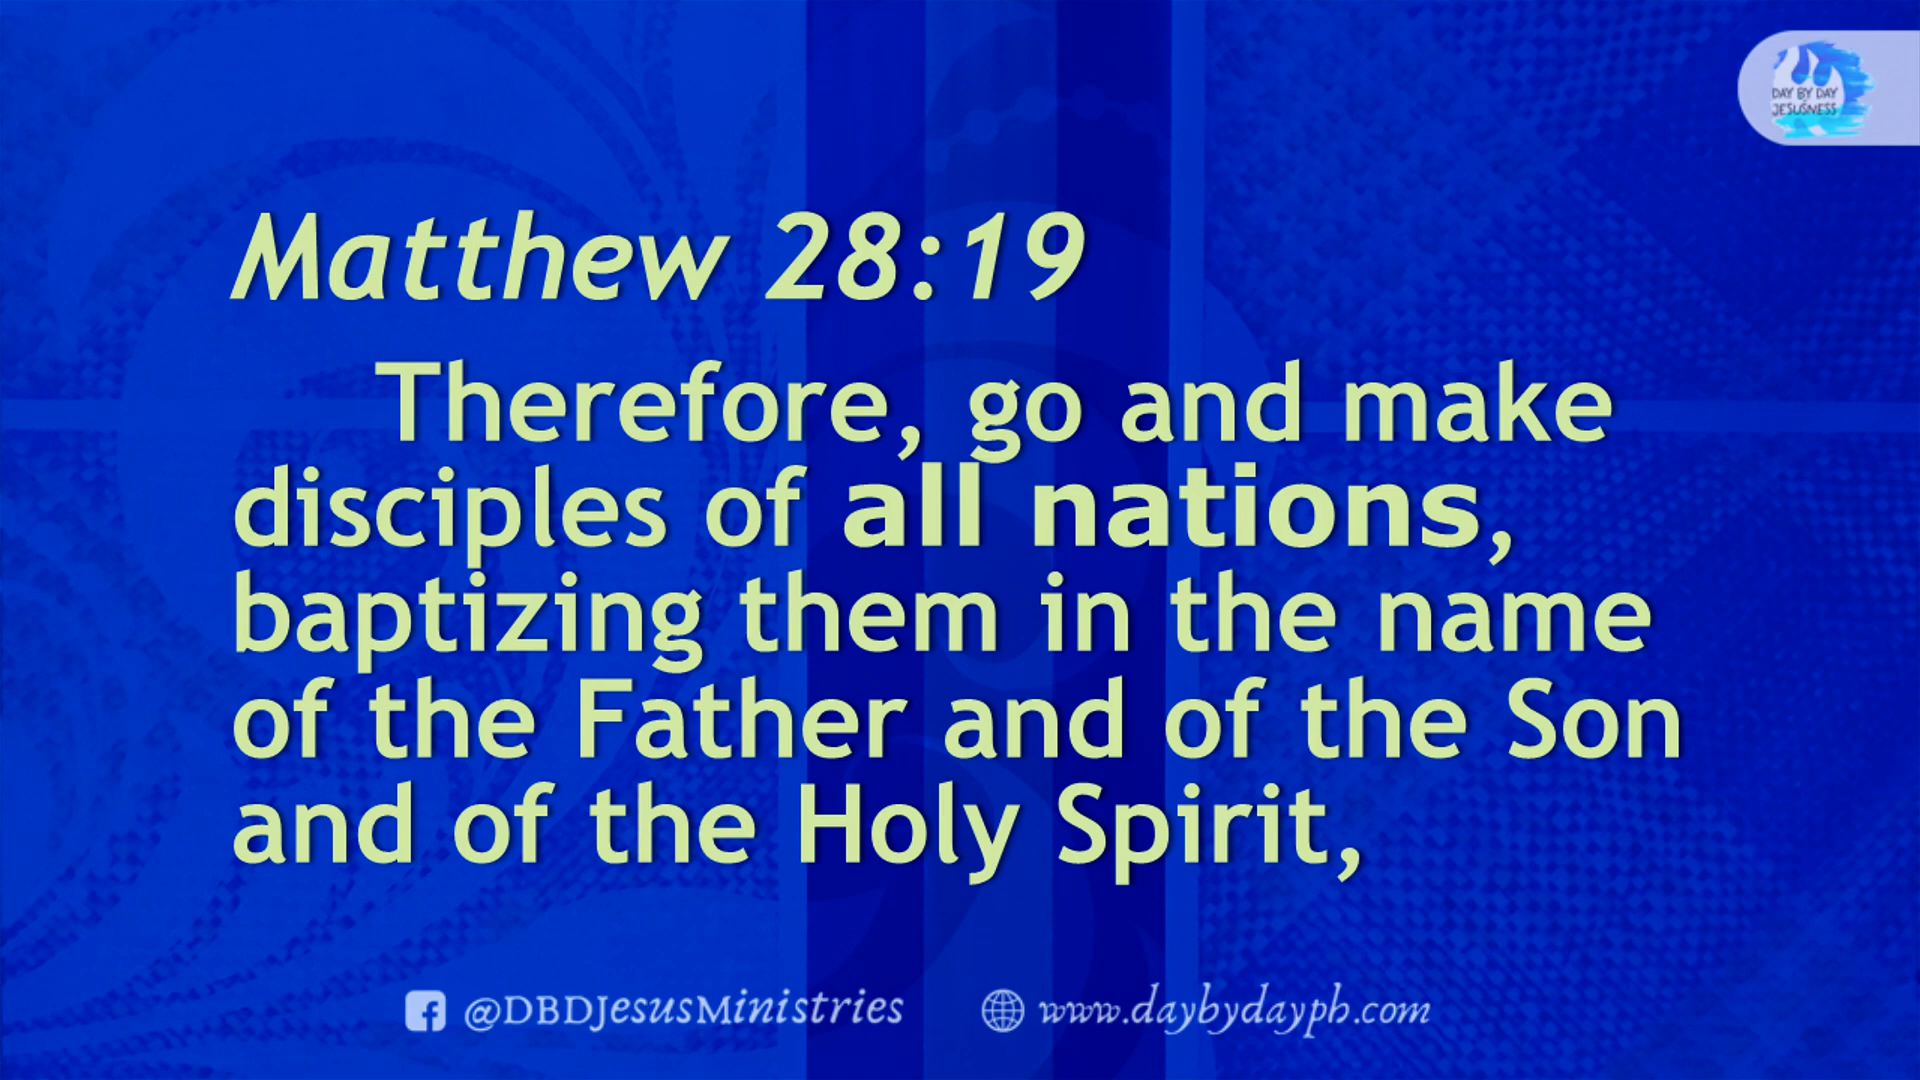 DAY BY DAY
JESUSNESS
Matthew 28:19
Therefore, go and make
disciples of all nations,
baptizing them in the name
of the Father and of the Son
and of the Holy Spirit,
@DBDJesusMinistries
www.daybydayph.com